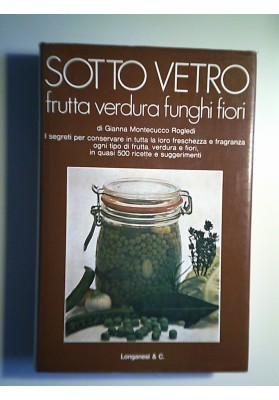 SOTTO VETRO
frutta verdura funghi fiori
di Gianna Montecucco Rogledi
I segreti per conservare in tutta la loro freschezza e fragranza
ogni tipo di frutta, verdura e fiori,
in quasi 500 ricette e suggerimenti
Longanesi & C.